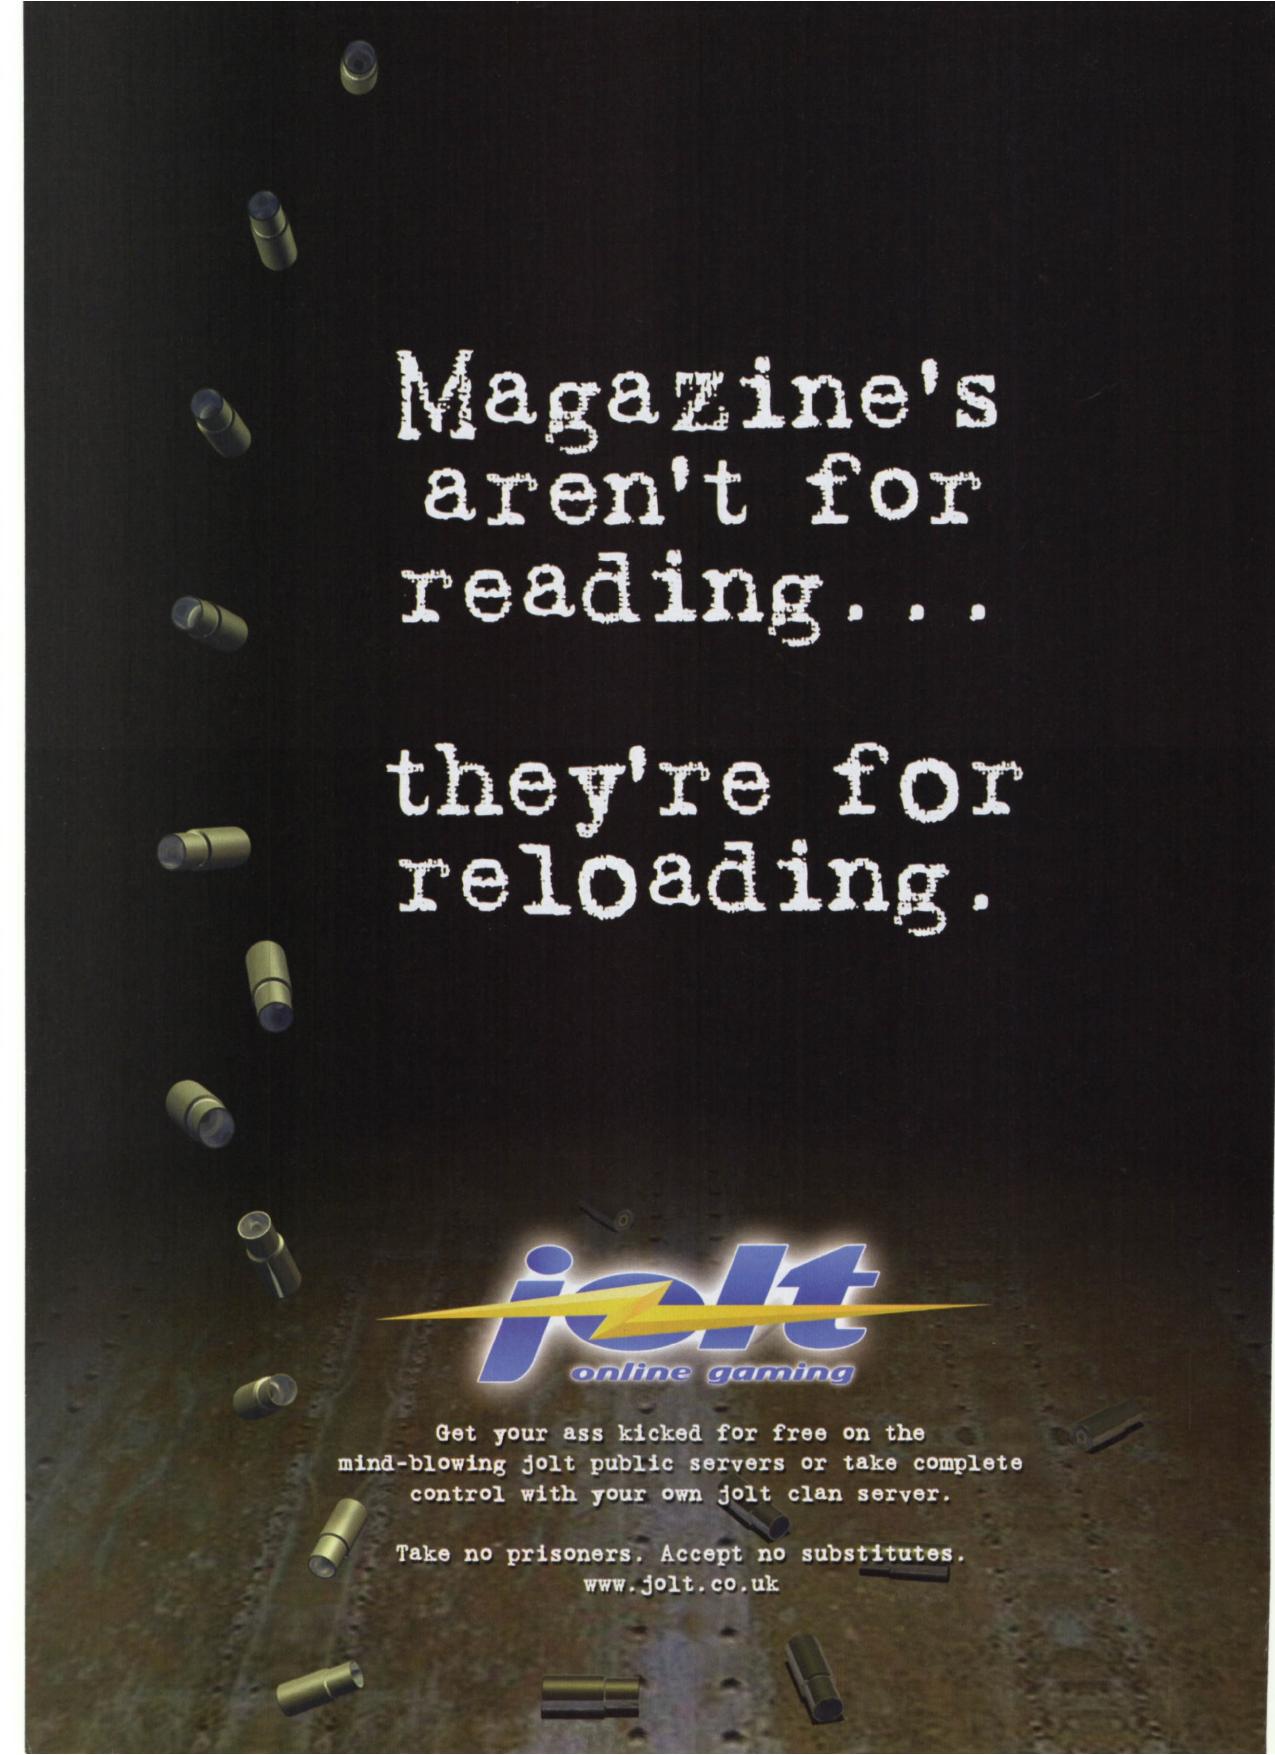 Magazine's
aren't for
reading...
they're for
reloading.
jolt
online gaming
Get your ass kicked for free on the
mind-blowing jolt public servers or take complete
control with your own jolt clan server.
Take no prisoners. Accept no substitutes.
www.jolt.co.uk